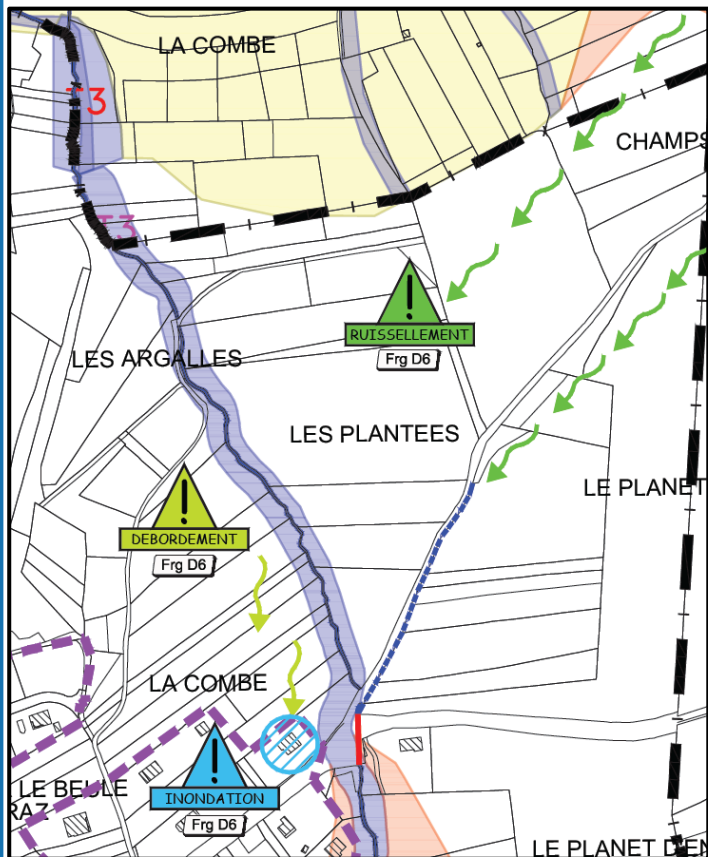 LA COMBE
T3
CHAMPS
T3
RUISSELLEMENT
Frg D6
LES ARGALLES
LES PLANTEES
LE PLANET
DEBORDEMENT
Frg D6
LA COMBE
LE BEULE
RAZ
INONDATION
Frg D6
LE PLANET D'EN